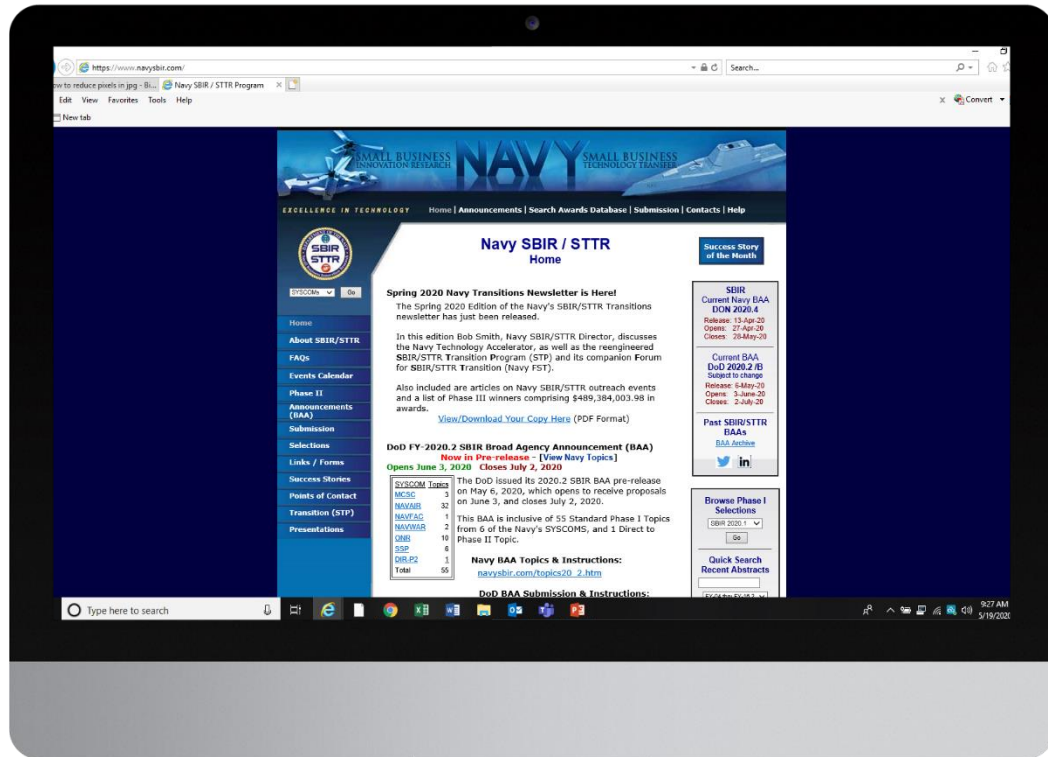 https://www.navysbir.com/
Search...
ew to reduce pixels in jpg - Bi...
Navy SBIR / STTR Program
Edit View Favorites Tools Help
Convert
New tab
SMALL BUSINESS
INNOVATION RESEARCH
NAVY
SMALL BUSINESS
TECHNOLOGY TRANSFER
EXCELLENCE IN TECHNOLOGY
Home | Announcements | Search Awards Database | Submission | Contacts | Help
SBIR
STTR
SYSCOMs
Go
Home
About SBIR/STTR
FAQs
Events Calendar
Phase II
Announcements
(BAA)
Submission
Selections
Links / Forms
Success Stories
Points of Contact
Transition (STP)
Presentations
Navy SBIR / STTR
Home
Spring 2020 Navy Transitions Newsletter is Here!
The Spring 2020 Edition of the Navy's SBIR/STTR Transitions
newsletter has just been released.
In this edition Bob Smith, Navy SBIR/STTR Director, discusses
the Navy Technology Accelerator, as well as the reengineered
SBIR/STTR Transition Program (STP) and its companion Forum
for SBIR/STTR Transition (Navy FST).
Also included are articles on Navy SBIR/STTR outreach events
and a list of Phase III winners comprising $489,384,003.98 in
awards.
View/Download Your Copy Here (PDF Format)
DoD FY-2020.2 SBIR Broad Agency Announcement (BAA)
Now in Pre-release - [View Navy Topics]
Opens June 3, 2020 Closes July 2, 2020
SYSCOM Topics
MCSC 3
NAVAIR 32
NAVFAC 1
NAVWAR 2
ONR 10
SSP 6
DIR-P2 1
Total 55
The DoD issued its 2020.2 SBIR BAA pre-release
on May 6, 2020, which opens to receive proposals
on June 3, and closes July 2, 2020.
This BAA is inclusive of 55 Standard Phase I Topics
from 6 of the Navy's SYSCOMS, and 1 Direct to
Phase II Topic.
Navy BAA Topics & Instructions:
navysbir.com/topics20_2.htm
DoD BAA Submission & Instructions:
Success Story
of the Month
SBIR
Current Navy BAA
DON 2020.4
Release: 13-Apr-20
Opens: 27-Apr-20
Closes: 28-May-20
Current BAA
DoD 2020.2 /B
Subject to change
Release: 6-May-20
Opens: 3-June-20
Closes: 2-July-20
Past SBIR/STTR
BAAs
BAA Archive
in
Browse Phase I
Selections
SBIR 2020.1
Go
Quick Search
Recent Abstracts
Type here to search
9:27 AM
5/19/2020